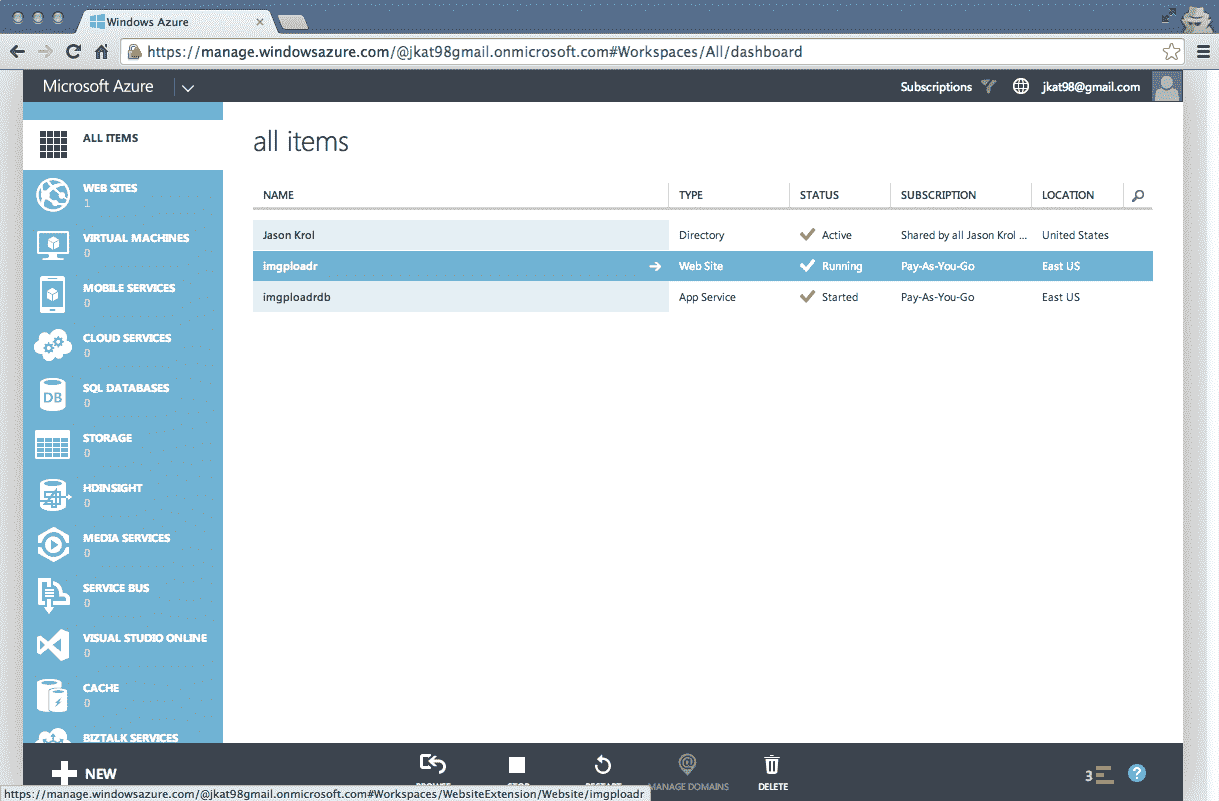 Windows Azure
https://manage.windowsazure.com/@jkat98gmail.onmicrosoft.com#Workspaces/All/dashboard
Microsoft Azure
Subscriptions
jkat98@gmail.com
ALL ITEMS
WEB SITES
1
VIRTUAL MACHINES
0
MOBILE SERVICES
0
CLOUD SERVICES
0
SQL DATABASES
0
DB
STORAGE
0
HDINSIGHT
0
MEDIA SERVICES
0
SERVICE BUS
0
VISUAL STUDIO ONLINE
0
CACHE
0
BIZTALK SERVICES
all items
NAME TYPE STATUS SUBSCRIPTION LOCATION
Jason Krol Directory Active Shared by all Jason Krol ... United States
imgploadr Web Site Running Pay-As-You-Go East US
imgploadrdb App Service Started Pay-As-You-Go East US
NEW
MANAGE DOMAINS
DELETE
3
?
https://manage.windowsazure.com/@jkat98gmail.onmicrosoft.com#Workspaces/WebsiteExtension/Website/imgploadr